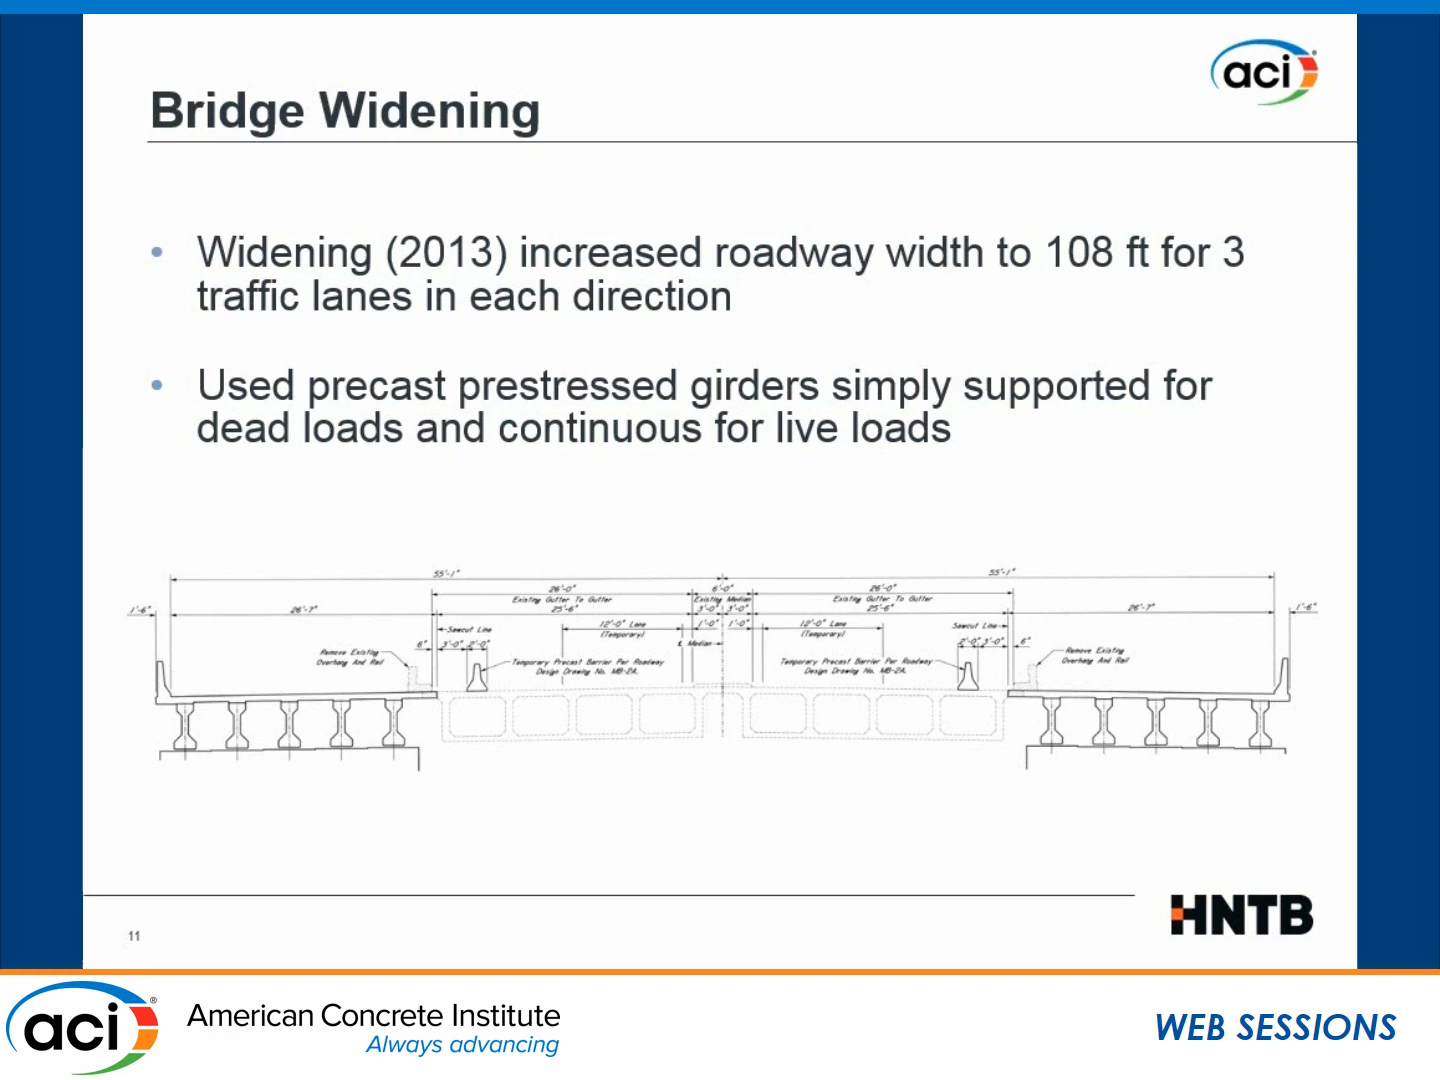 aci
Bridge Widening
• Widening (2013) increased roadway width to 108 ft for 3
traffic lanes in each direction
• Used precast prestressed girders simply supported for
dead loads and continuous for live loads
55'-1" 55'-1"
26'-0" 6'-0" 26'-0"
Existing Gutter To Gutter Existing Median Existing Gutter To Gutter
1'-6" 26'-7" 25'-6" 3'-0" 3'-0" 25'-6" 26'-7" 1'-6"
Sawcut Line 12'-0" Lane 1'-0" 1'-0" 12'-0" Lane Sawcut Line
(Temporary) (Temporary)
6" 3'-0" 2'-0" ℄ Median 2'-0" 3'-0" 6"
Remove Existing Remove Existing
Overhang And Rail Overhang And Rail
Temporary Precast Barrier Per Roadway Temporary Precast Barrier Per Roadway
Design Drawing No. MB-2A. Design Drawing No. MB-2A.
11
HNTB
aci®
American Concrete Institute
Always advancing
WEB SESSIONS